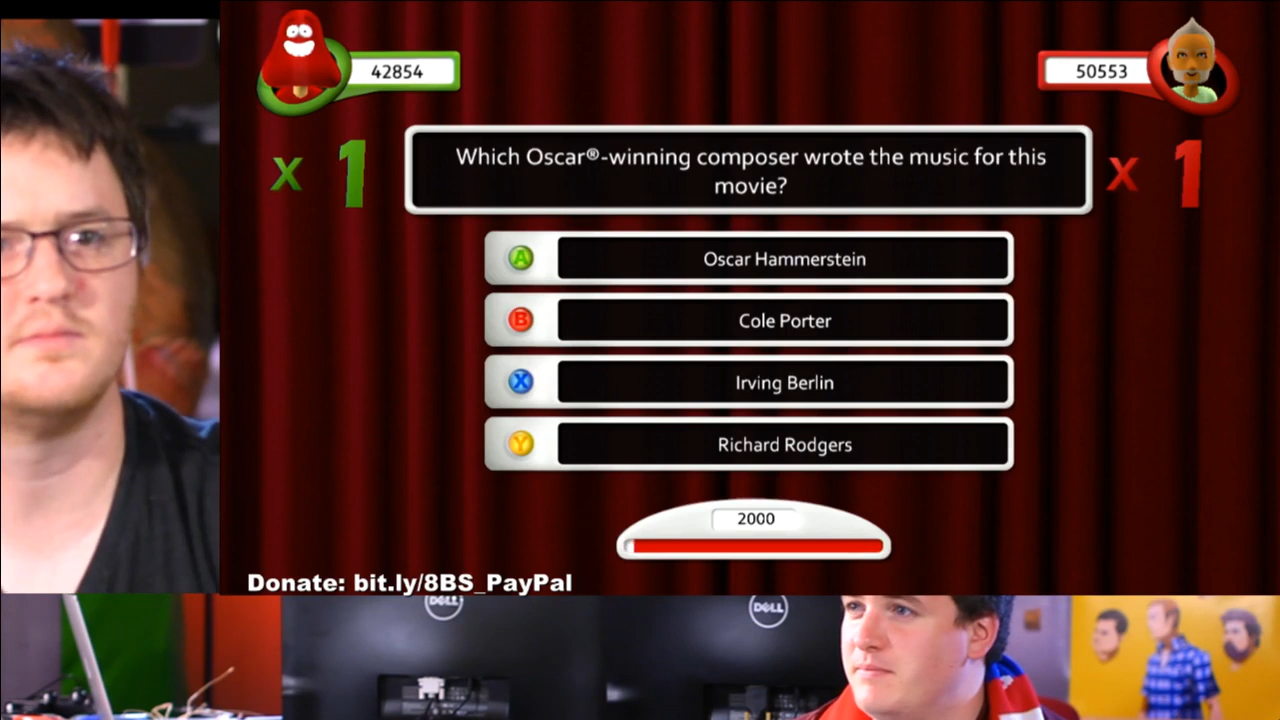 42854
50553
x 1
x 1
Which Oscar®-winning composer wrote the music for this
movie?
A Oscar Hammerstein
B Cole Porter
X Irving Berlin
Y Richard Rodgers
2000
Donate: bit.ly/8BS_PayPal
DELL
DELL